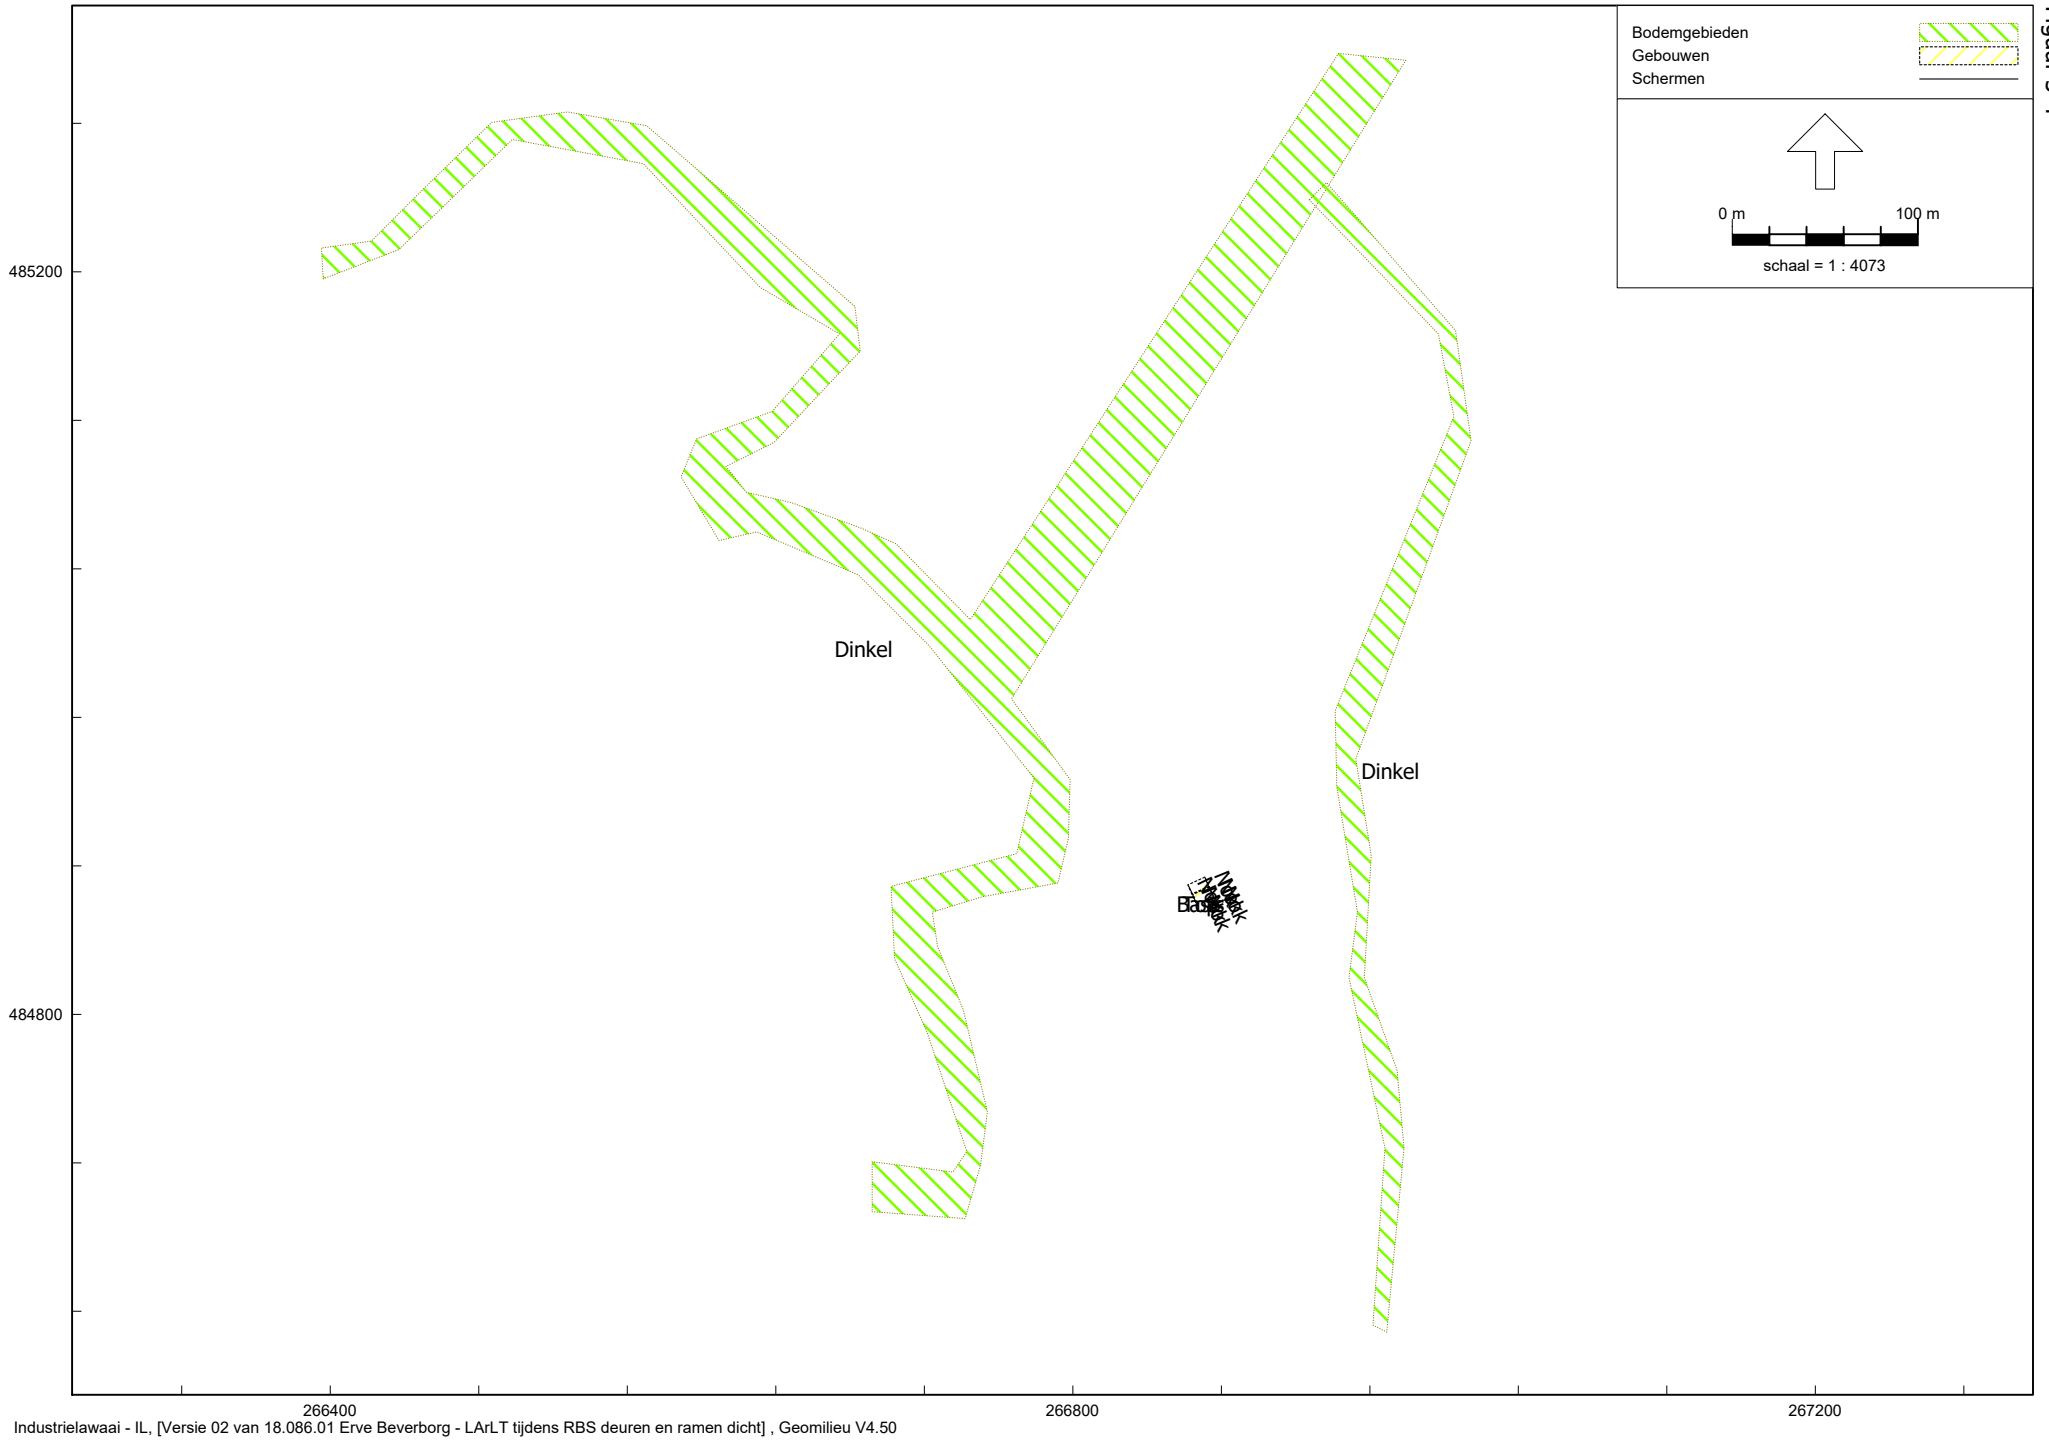 Bodemgebieden
Gebouwen
Schermen
0 m 100 m
schaal = 1 : 4073
485200
Dinkel
Dinkel
484800
266400 266800 267200
Industrielawaai - IL, [Versie 02 van 18.086.01 Erve Beverborg - LArLT tijdens RBS deuren en ramen dicht] , Geomilieu V4.50